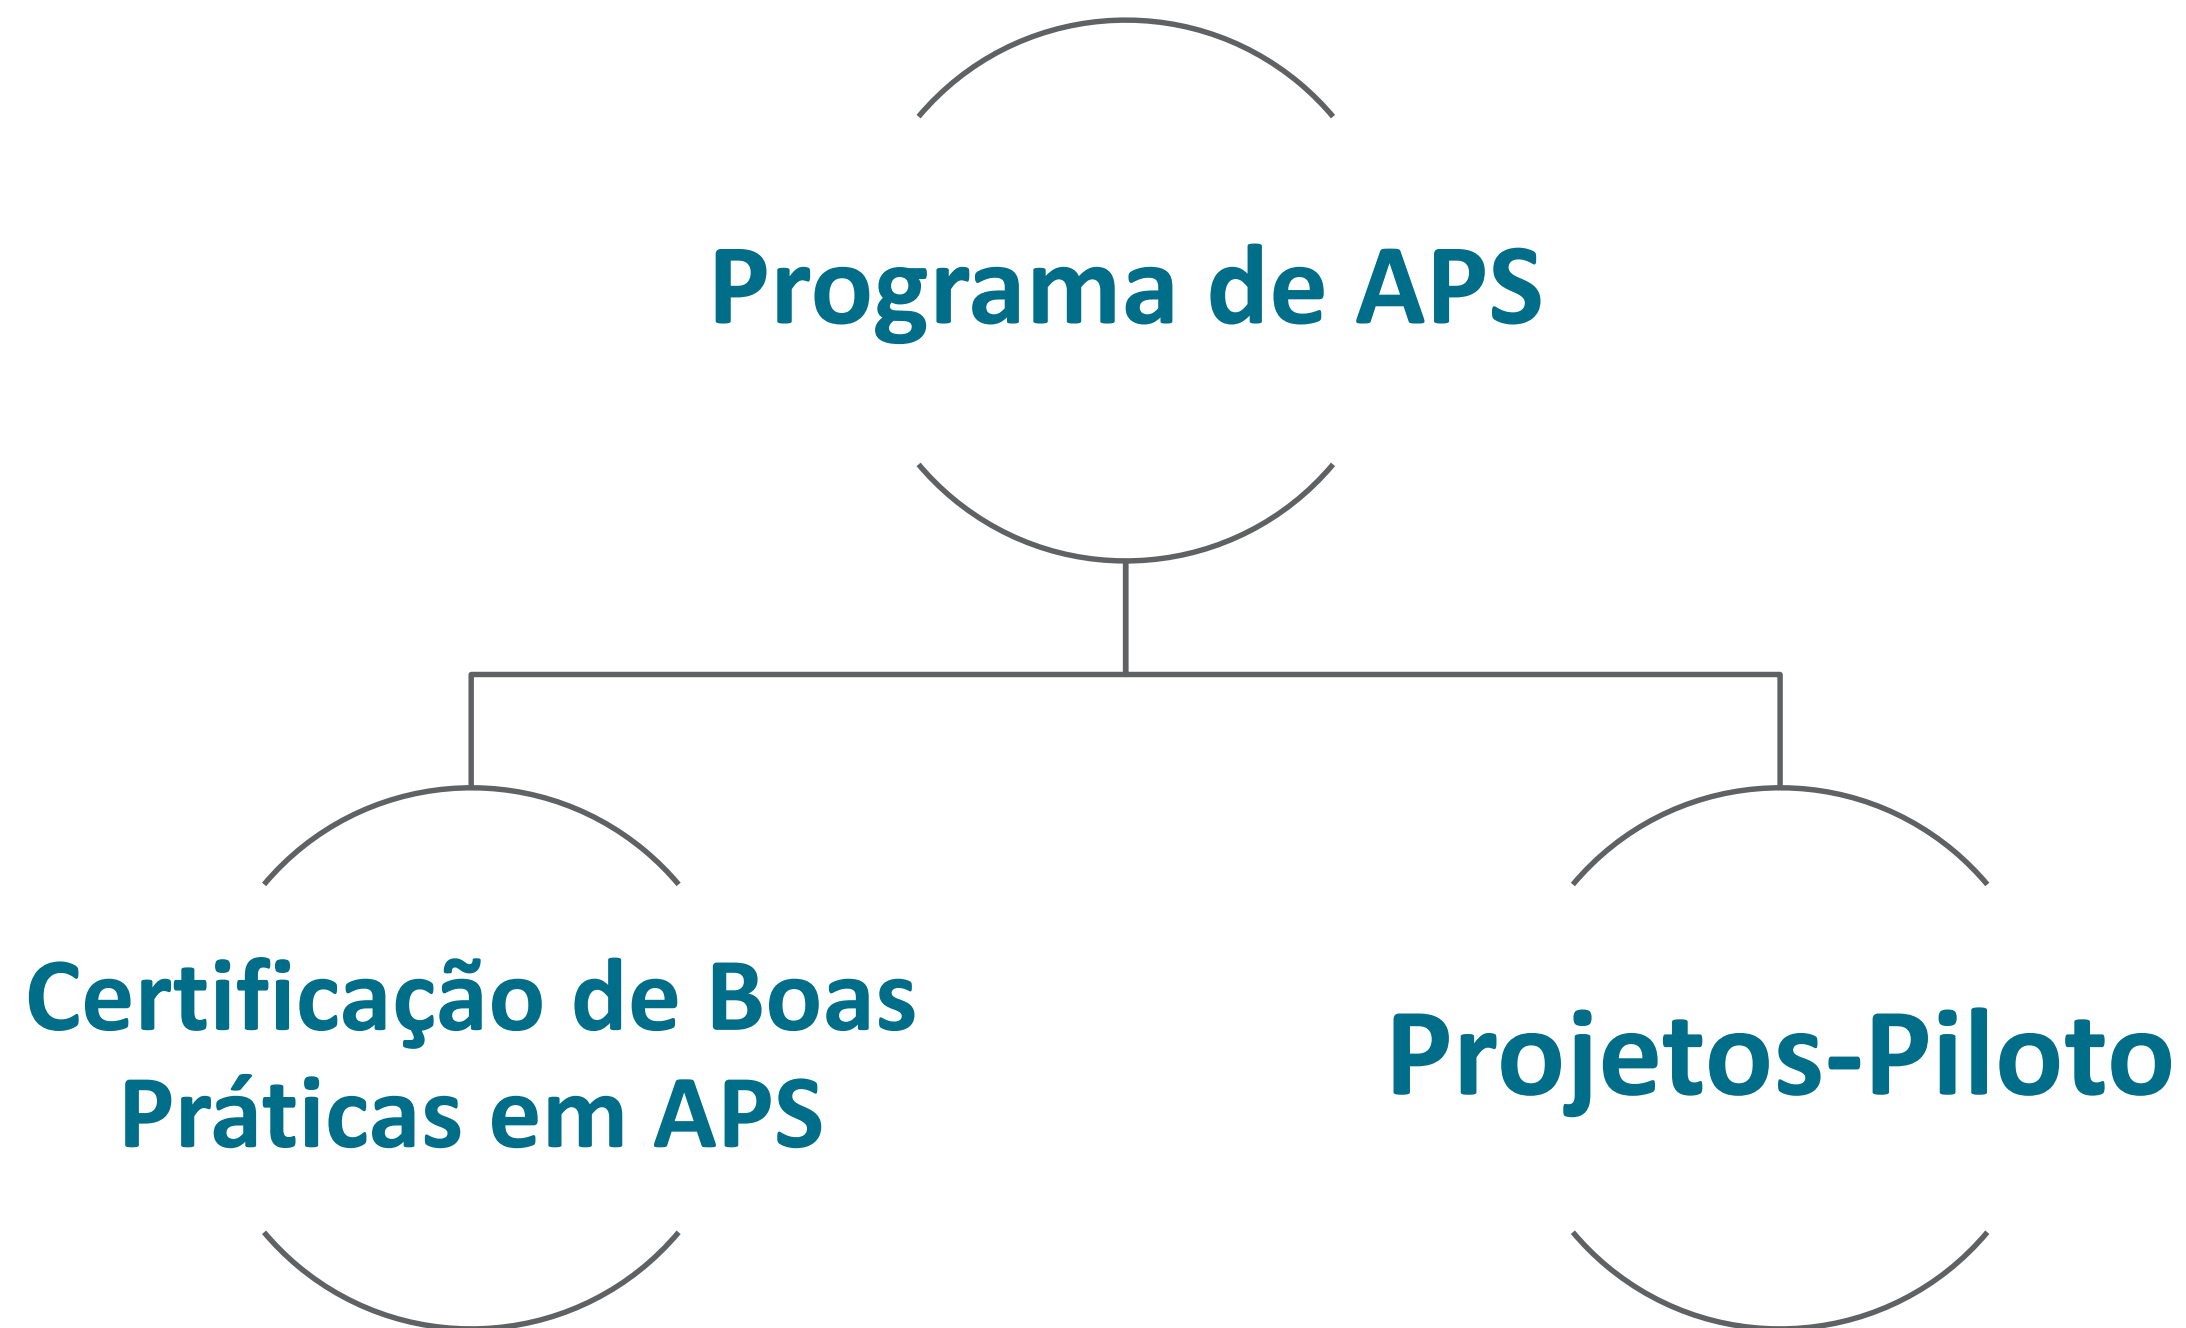 Programa de APS
Certificação de Boas
Práticas em APS
Projetos-Piloto